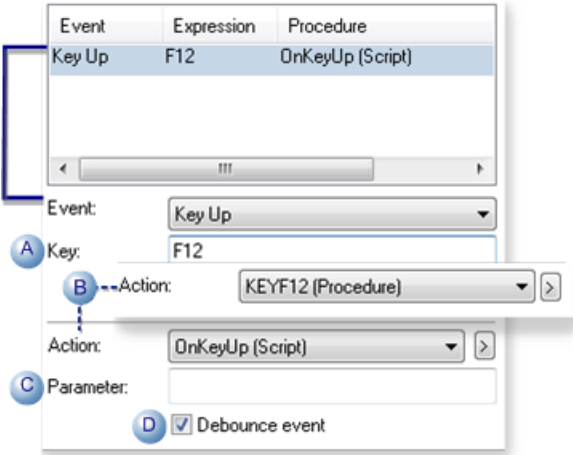 Event Expression Procedure
Key Up F12 OnKeyUp (Script)
Event: Key Up
A Key: F12
B Action: KEYF12 (Procedure) >
Action: OnKeyUp (Script) >
C Parameter:
D Debounce event